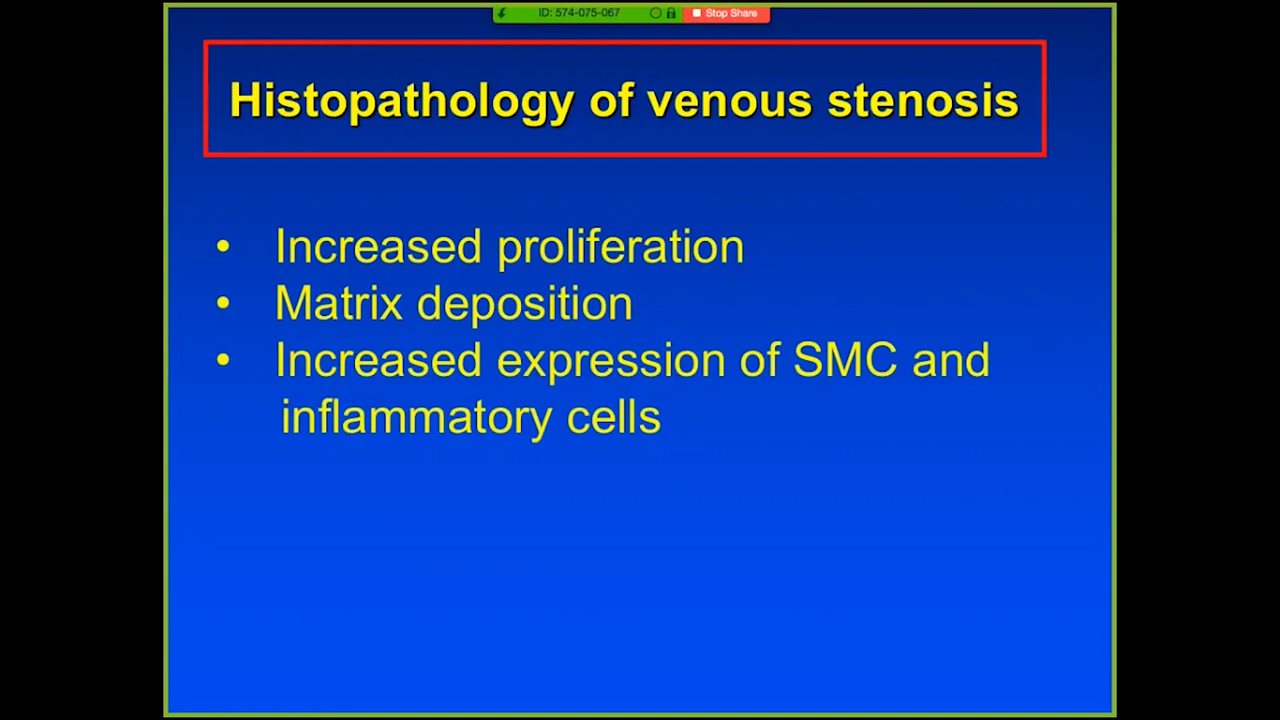 ID: 574-075-067
Stop Share
Histopathology of venous stenosis
• Increased proliferation
• Matrix deposition
• Increased expression of SMC and
inflammatory cells